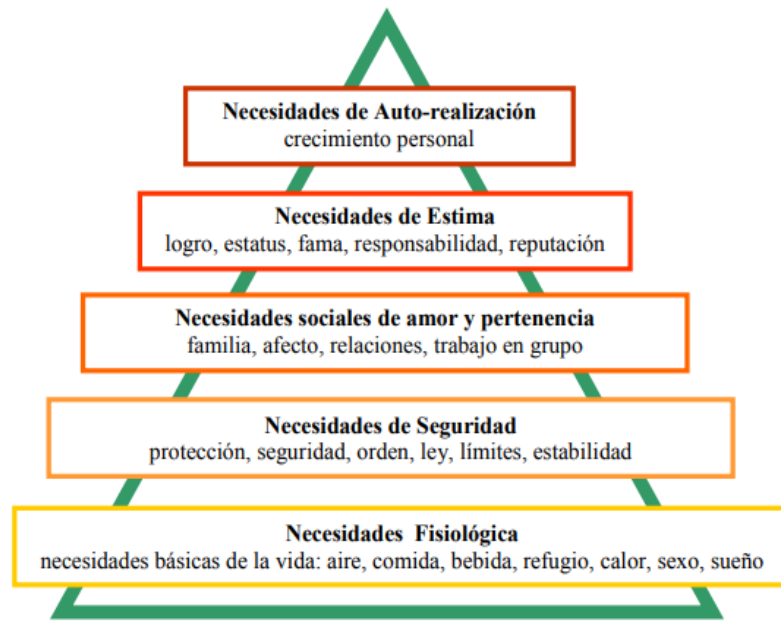 Necesidades de Auto-realización
crecimiento personal
Necesidades de Estima
logro, estatus, fama, responsabilidad, reputación
Necesidades sociales de amor y pertenencia
familia, afecto, relaciones, trabajo en grupo
Necesidades de Seguridad
protección, seguridad, orden, ley, límites, estabilidad
Necesidades Fisiológica
necesidades básicas de la vida: aire, comida, bebida, refugio, calor, sexo, sueño